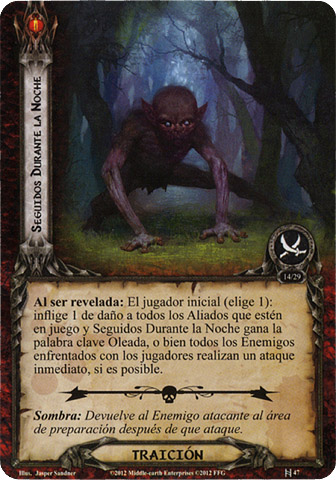 Seguidos Durante la Noche
14/29
Al ser revelada: El jugador inicial (elige 1):
inflige 1 de daño a todos los Aliados que estén
en juego y Seguidos Durante la Noche gana la
palabra clave Oleada, o bien todos los Enemigos
enfrentados con los jugadores realizan un ataque
inmediato, si es posible.
Sombra: Devuelve al Enemigo atacante al área
de preparación después de que ataque.
TRAICIÓN
Illus. Jasper Sandner ©2012 Middle-earth Enterprises ©2012 FFG 47